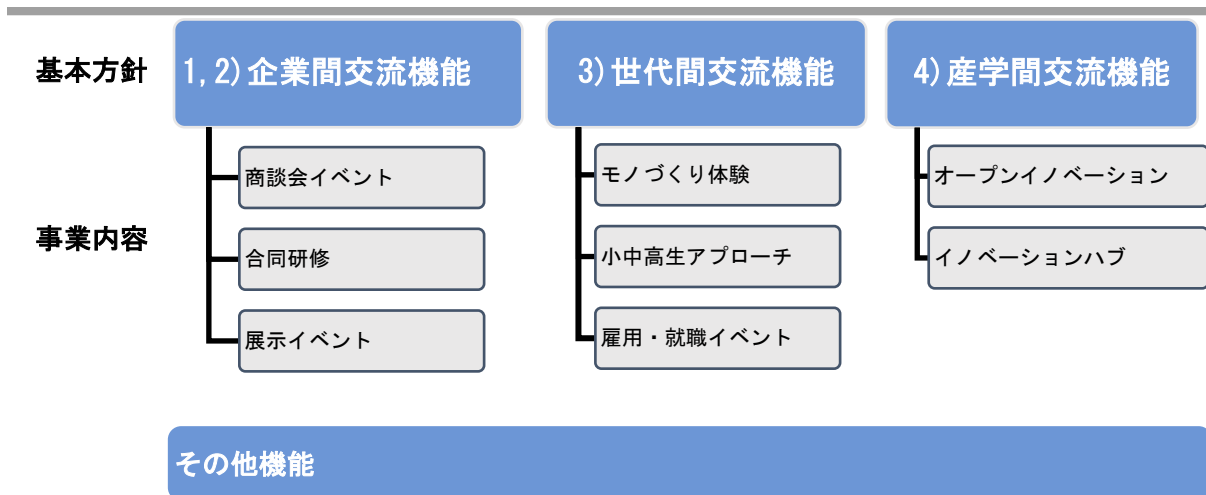 基本方針
1,2)企業間交流機能
3)世代間交流機能
4)産学間交流機能
事業内容
商談会イベント
合同研修
展示イベント
モノづくり体験
小中高生アプローチ
雇用・就職イベント
オープンイノベーション
イノベーションハブ
その他機能